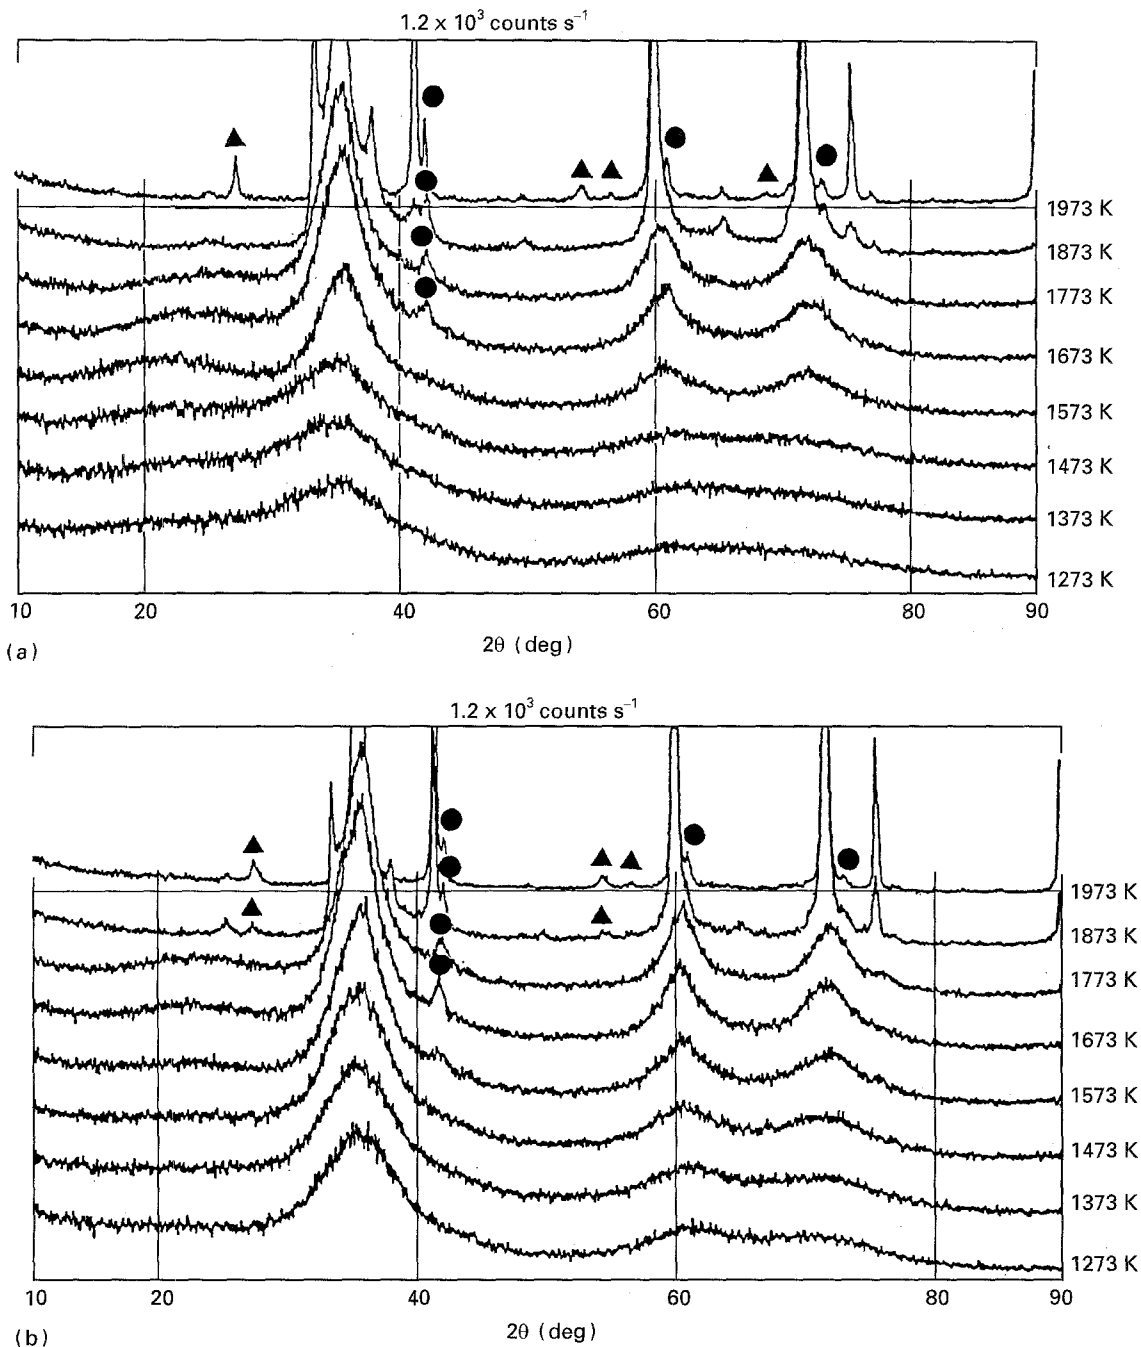 1.2 x 10³ counts s⁻¹
1973 K
1873 K
1773 K
1673 K
1573 K
1473 K
1373 K
1273 K
10 20 40 60 80 90
2θ (deg)
(a)
1.2 x 10³ counts s⁻¹
1973 K
1873 K
1773 K
1673 K
1573 K
1473 K
1373 K
1273 K
10 20 40 60 80 90
2θ (deg)
(b)